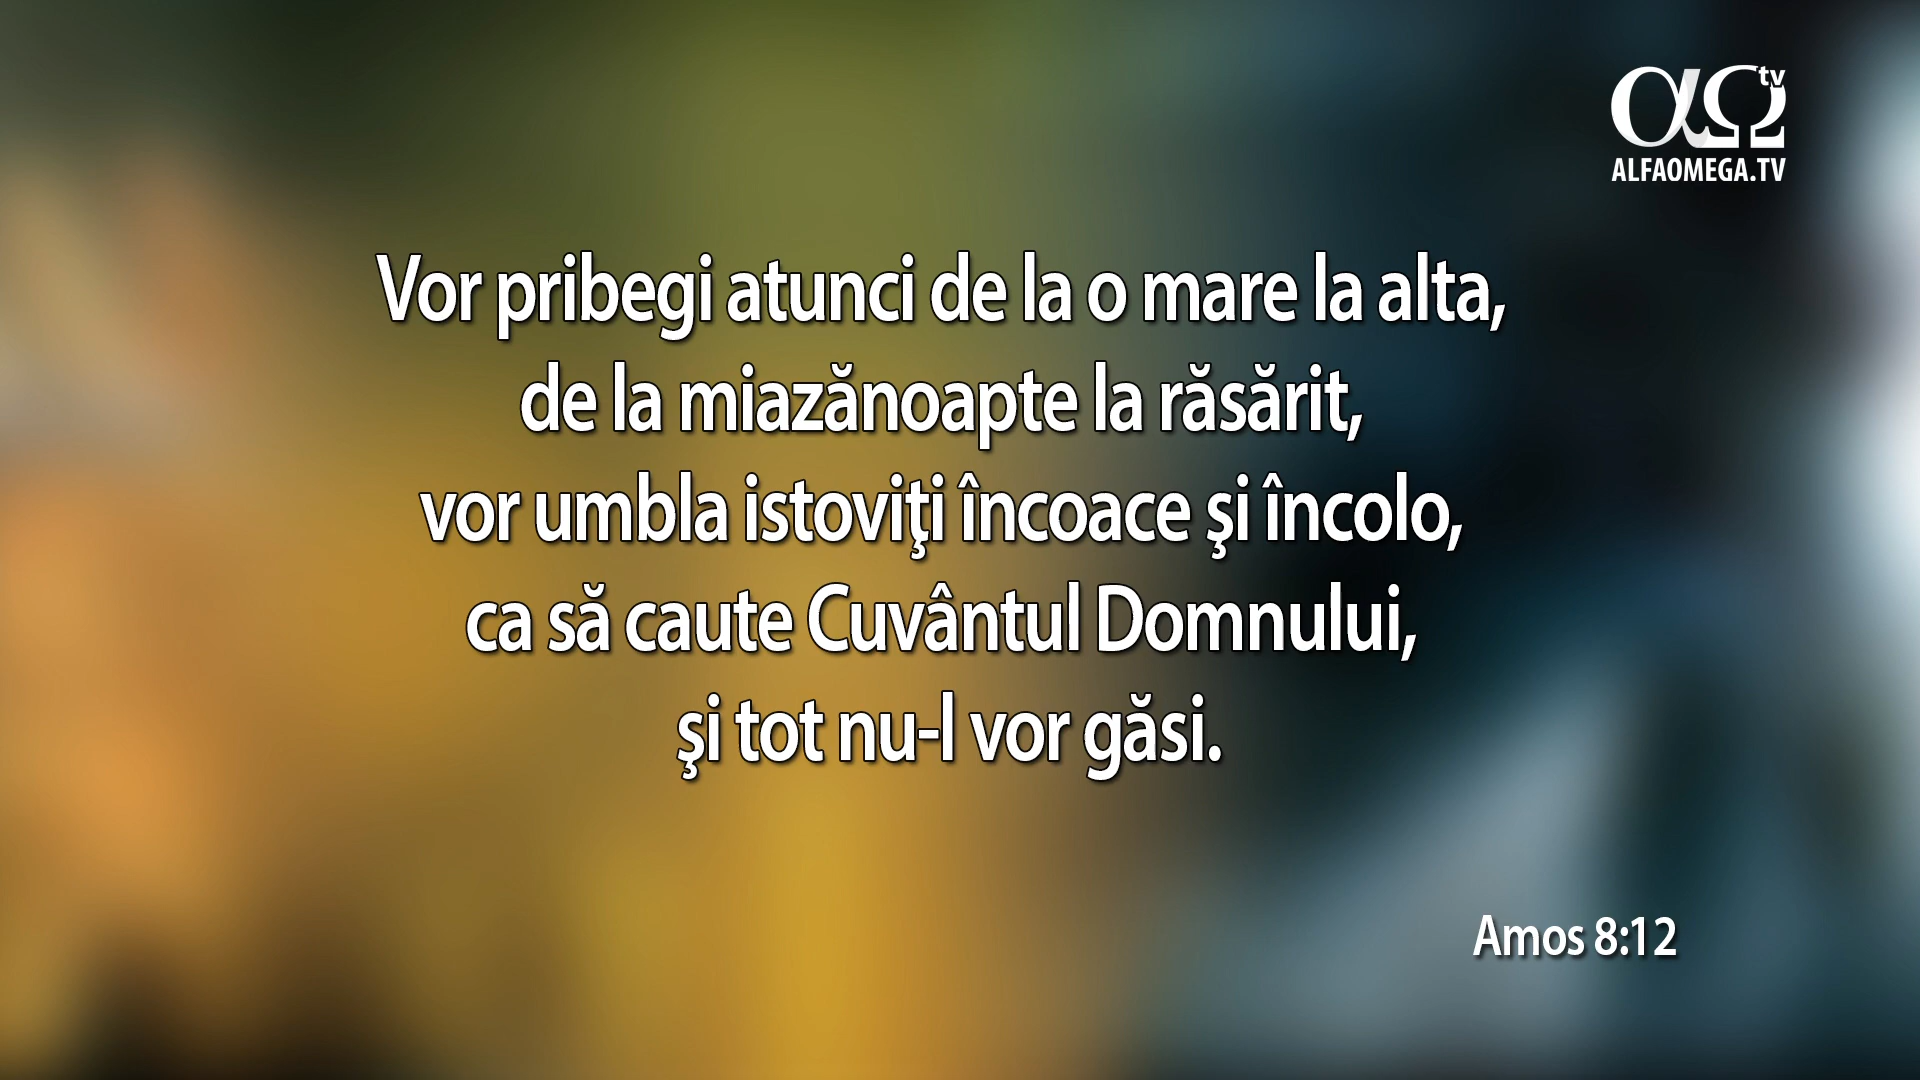 αΩ tv
ALFAOMEGA.TV
Vor pribegi atunci de la o mare la alta,
de la miazănoapte la răsărit,
vor umbla istoviţi încoace şi încolo,
ca să caute Cuvântul Domnului,
şi tot nu-l vor găsi.
Amos 8:12